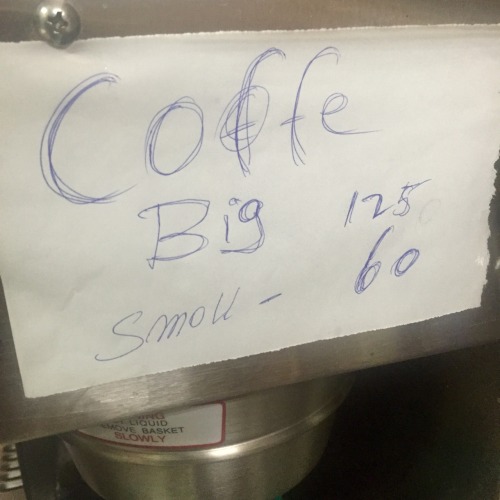 Coffe
Big 125
Smoll - 60
LIQUID
MOVE BASKET
SLOWLY